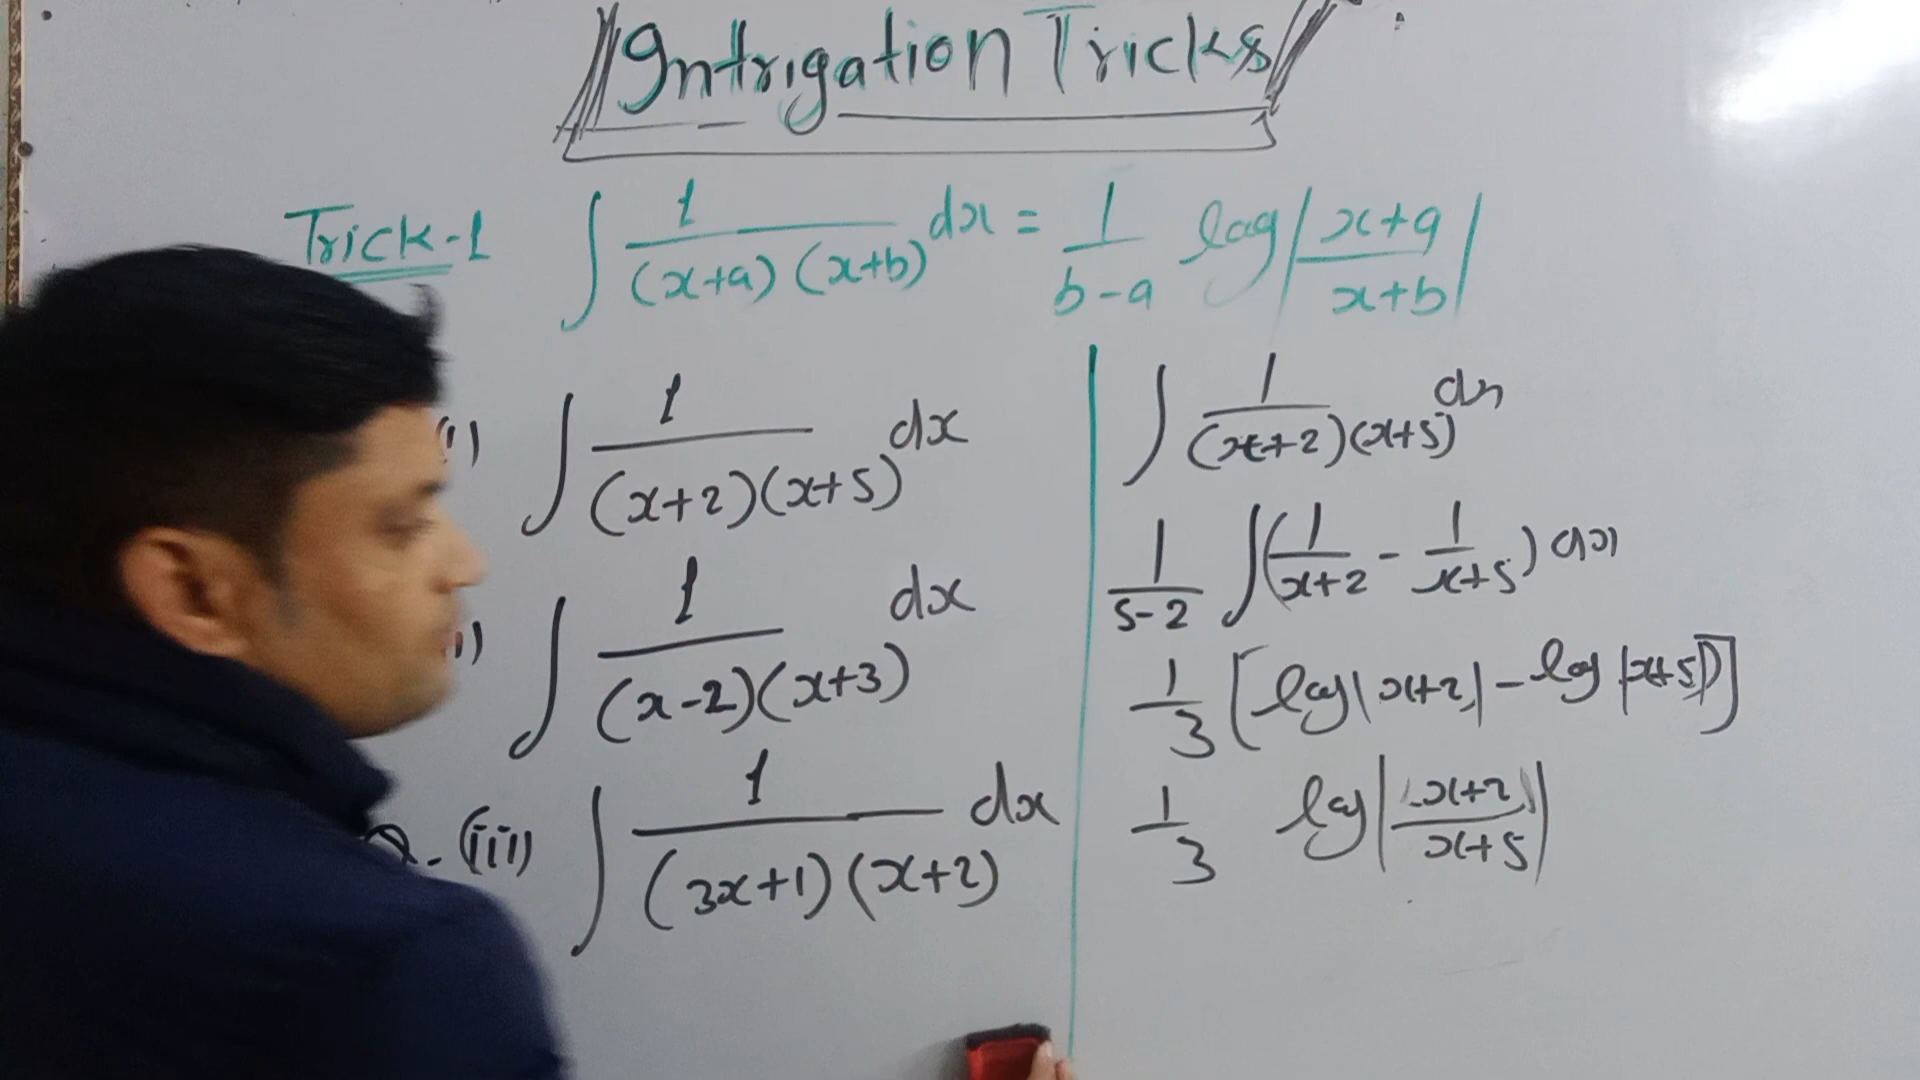 Intrigation Tricks
Trick-1 ∫ 1/((x+a)(x+b)) dx = 1/(b-a) log|(x+a)/(x+b)|
(i) ∫ 1/((x+2)(x+5)) dx
∫ 1/((x-2)(x+3)) dx
Q-(iii) ∫ 1/((3x+1)(x+2)) dx
∫ 1/((x+2)(x+5)) dx
1/(5-2) ∫(1/(x+2) - 1/(x+5)) dx
1/3 [log|x+2| - log|x+5|]
1/3 log|(x+2)/(x+5)|